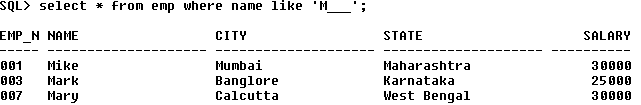 SQL> select * from emp where name like 'M___';
EMP_N NAME CITY STATE SALARY
----- -------------------- -------------------- -------------------- ----------
001 Mike Mumbai Maharashtra 30000
003 Mark Banglore Karnataka 25000
007 Mary Calcutta West Bengal 30000